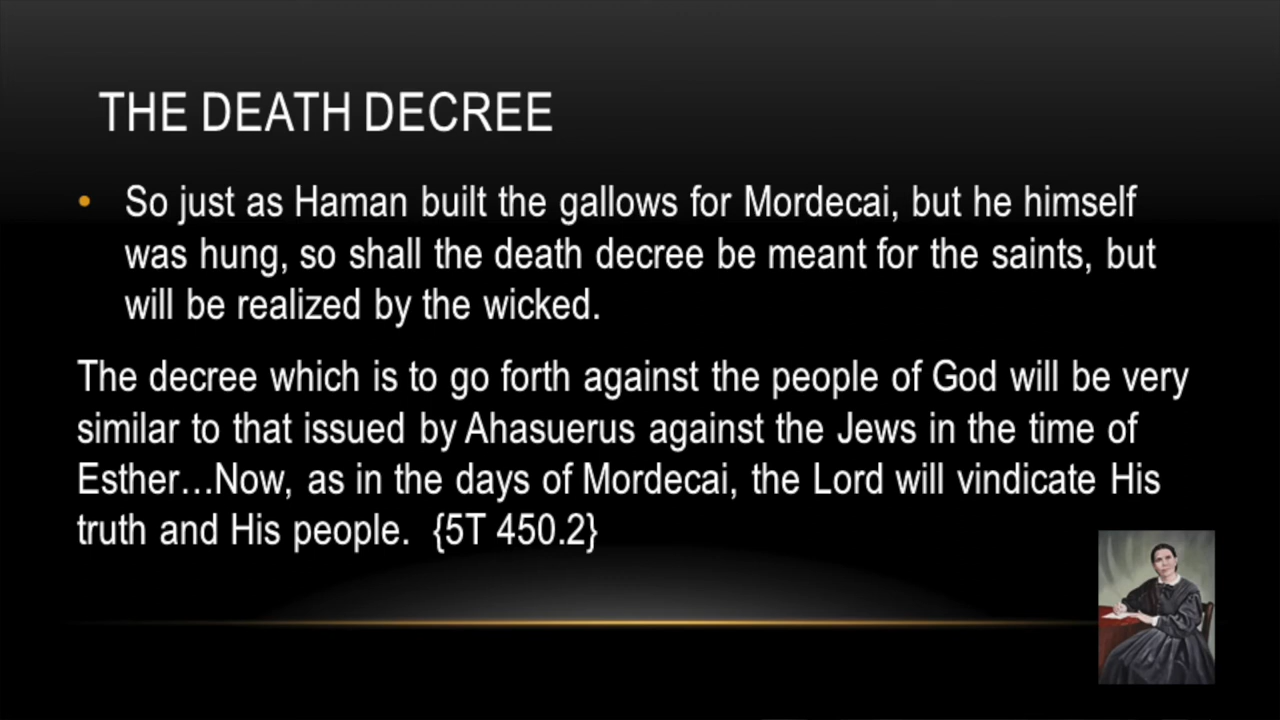 THE DEATH DECREE
• So just as Haman built the gallows for Mordecai, but he himself
was hung, so shall the death decree be meant for the saints, but
will be realized by the wicked.
The decree which is to go forth against the people of God will be very
similar to that issued by Ahasuerus against the Jews in the time of
Esther…Now, as in the days of Mordecai, the Lord will vindicate His
truth and His people.  {5T 450.2}